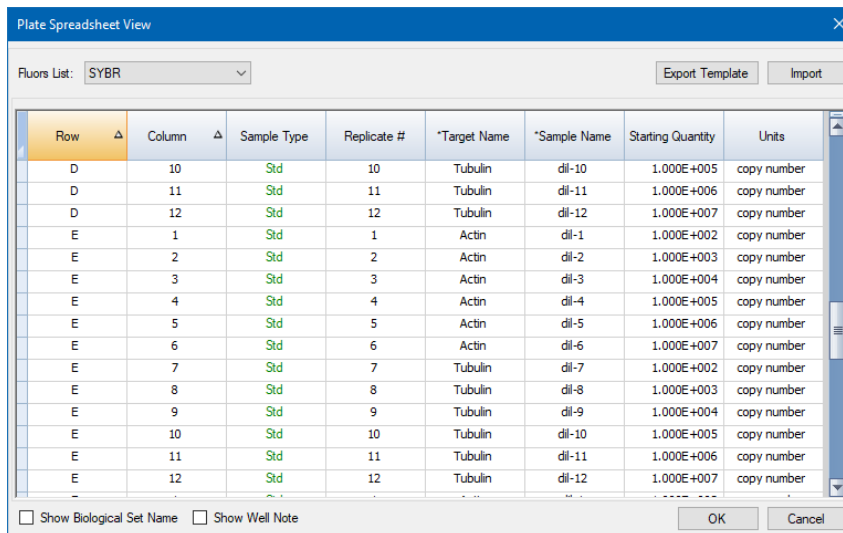 Plate Spreadsheet View
Fluors List: SYBR Export Template Import
Row Column Sample Type Replicate # *Target Name *Sample Name Starting Quantity Units
D 10 Std 10 Tubulin dil-10 1.000E+005 copy number
D 11 Std 11 Tubulin dil-11 1.000E+006 copy number
D 12 Std 12 Tubulin dil-12 1.000E+007 copy number
E 1 Std 1 Actin dil-1 1.000E+002 copy number
E 2 Std 2 Actin dil-2 1.000E+003 copy number
E 3 Std 3 Actin dil-3 1.000E+004 copy number
E 4 Std 4 Actin dil-4 1.000E+005 copy number
E 5 Std 5 Actin dil-5 1.000E+006 copy number
E 6 Std 6 Actin dil-6 1.000E+007 copy number
E 7 Std 7 Tubulin dil-7 1.000E+002 copy number
E 8 Std 8 Tubulin dil-8 1.000E+003 copy number
E 9 Std 9 Tubulin dil-9 1.000E+004 copy number
E 10 Std 10 Tubulin dil-10 1.000E+005 copy number
E 11 Std 11 Tubulin dil-11 1.000E+006 copy number
E 12 Std 12 Tubulin dil-12 1.000E+007 copy number
Show Biological Set Name Show Well Note OK Cancel